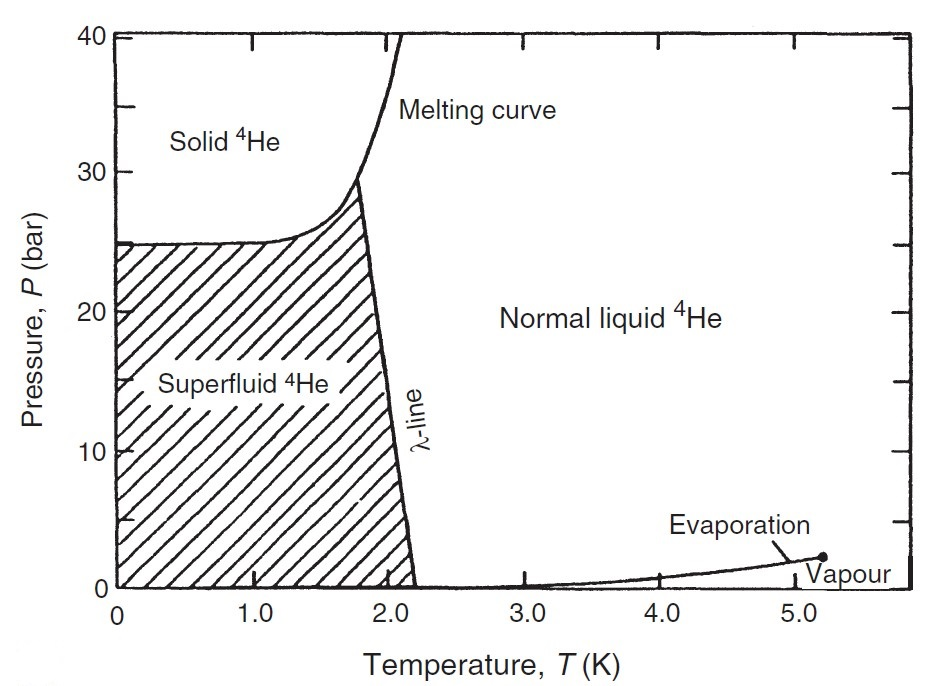 40
Melting curve
Solid ⁴He
30
Pressure, P (bar)
20
Normal liquid ⁴He
Superfluid ⁴He
λ-line
10
Evaporation
Vapour
0
0 1.0 2.0 3.0 4.0 5.0
Temperature, T (K)